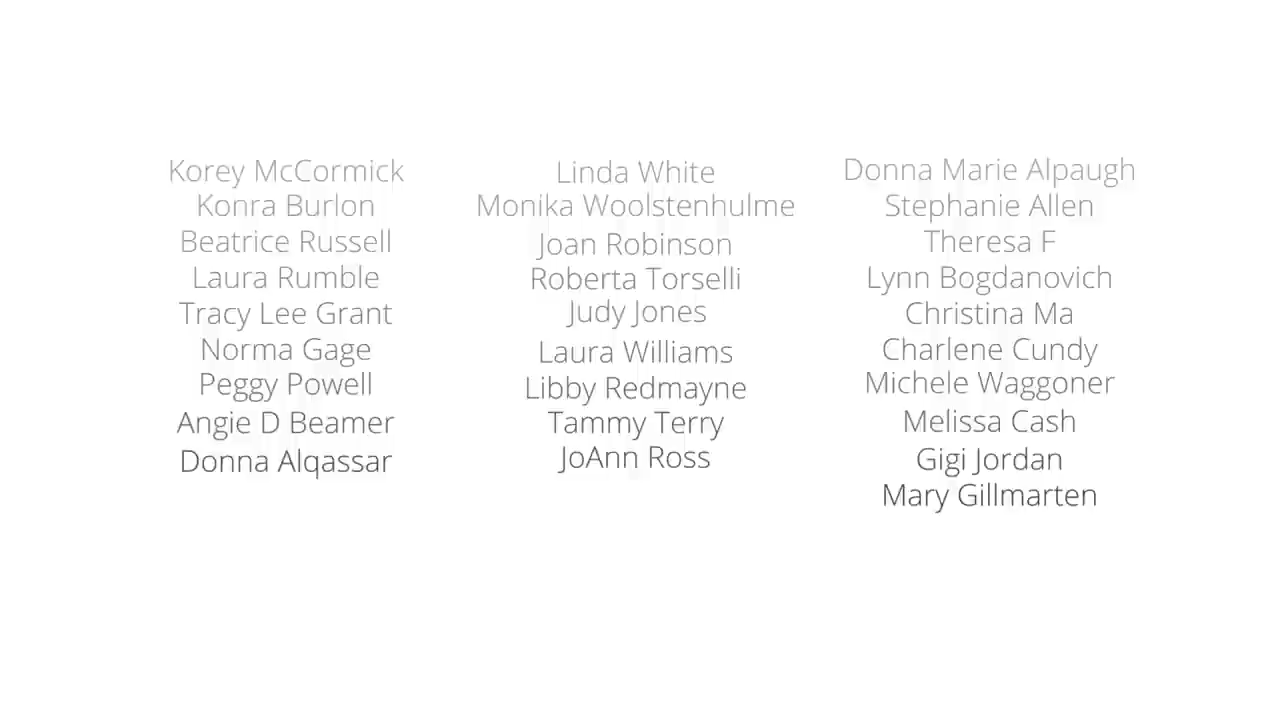 Korey McCormick
Konra Burlon
Beatrice Russell
Laura Rumble
Tracy Lee Grant
Norma Gage
Peggy Powell
Angie D Beamer
Donna Alqassar
Linda White
Monika Woolstenhulme
Joan Robinson
Roberta Torselli
Judy Jones
Laura Williams
Libby Redmayne
Tammy Terry
JoAnn Ross
Donna Marie Alpaugh
Stephanie Allen
Theresa F
Lynn Bogdanovich
Christina Ma
Charlene Cundy
Michele Waggoner
Melissa Cash
Gigi Jordan
Mary Gillmarten